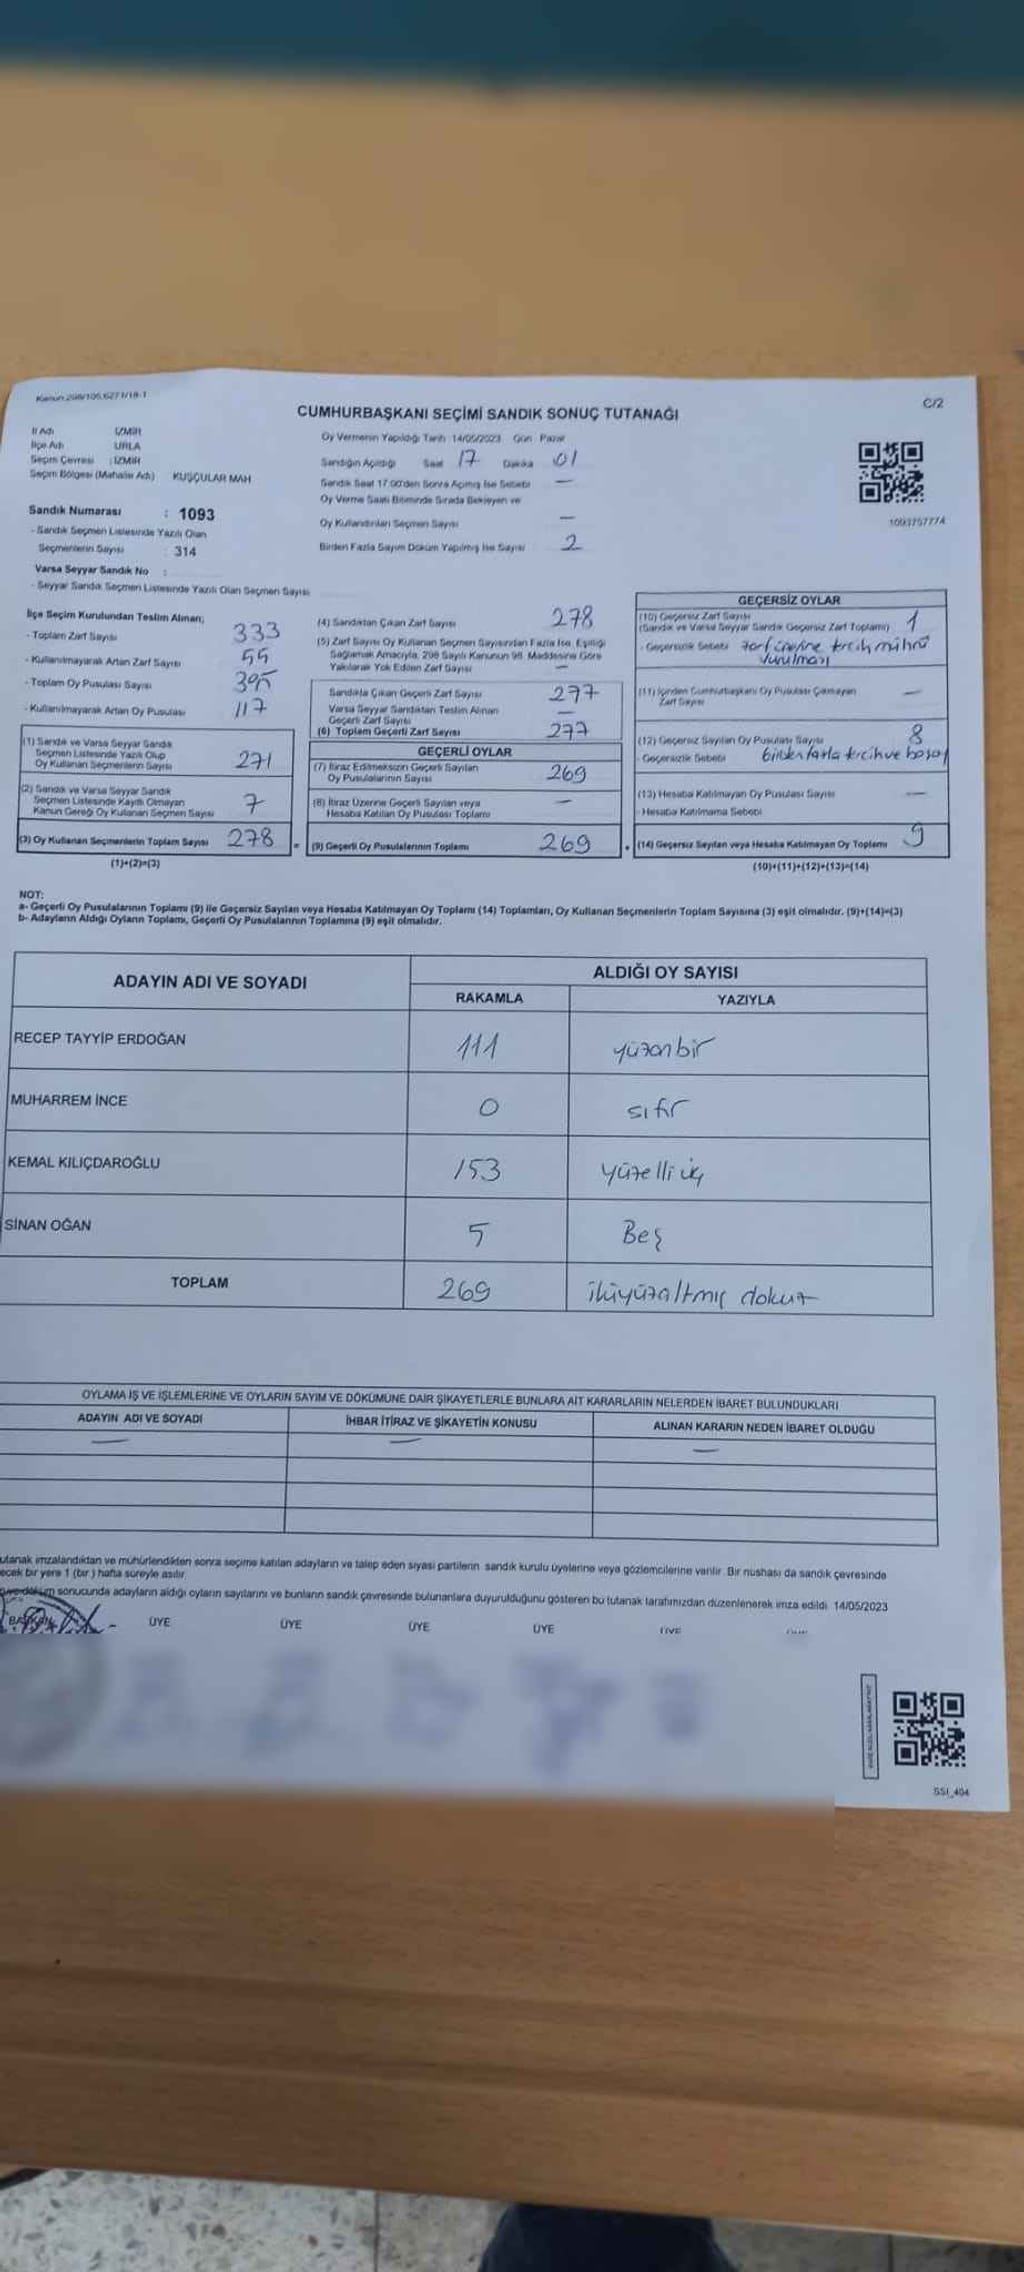 Kanun 298/105,6271/18-1
C/2
CUMHURBAŞKANI SEÇİMİ SANDIK SONUÇ TUTANAĞI
İl Adı İZMİR
İlçe Adı URLA
Seçim Çevresi : İZMİR
Seçim Bölgesi (Mahalle Adı) KUŞÇULAR MAH
Sandık Numarası : 1093
- Sandık Seçmen Listesinde Yazılı Olan
Seçmenlerin Sayısı : 314
Varsa Seyyar Sandık No :
- Seyyar Sandık Seçmen Listesinde Yazılı Olan Seçmen Sayısı
Oy Vermenin Yapıldığı Tarih 14/05/2023 Gün Pazar
Sandığın Açıldığı Saat 17 Dakika 01
Sandık Saat 17.00'den Sonra Açılmış İse Sebebi —
Oy Verme Saati Bitiminde Sırada Bekleyen ve
Oy Kullandırılan Seçmen Sayısı —
Birden Fazla Sayım Döküm Yapılmış İse Sayısı 2
1093757774
İlçe Seçim Kurulundan Teslim Alınan;
- Toplam Zarf Sayısı 333
- Kullanılmayarak Artan Zarf Sayısı 55
- Toplam Oy Pusulası Sayısı 395
- Kullanılmayarak Artan Oy Pusulası 117
(1) Sandık ve Varsa Seyyar Sandık
Seçmen Listesinde Yazılı Olup
Oy Kullanan Seçmenlerin Sayısı 271
(2) Sandık ve Varsa Seyyar Sandık
Seçmen Listesinde Kayıtlı Olmayan
Kanun Gereği Oy Kullanan Seçmen Sayısı 7
(3) Oy Kullanan Seçmenlerin Toplam Sayısı 278
(1)+(2)=(3)
(4) Sandıktan Çıkan Zarf Sayısı 278
(5) Zarf Sayısı Oy Kullanan Seçmen Sayısından Fazla İse, Eşitliği
Sağlamak Amacıyla, 298 Sayılı Kanunun 98. Maddesine Göre
Yakılarak Yok Edilen Zarf Sayısı —
Sandıkta Çıkan Geçerli Zarf Sayısı 277
Varsa Seyyar Sandıktan Teslim Alınan
Geçerli Zarf Sayısı —
(6) Toplam Geçerli Zarf Sayısı 277
GEÇERLİ OYLAR
(7) İtiraz Edilmeksizin Geçerli Sayılan
Oy Pusulalarının Sayısı 269
(8) İtiraz Üzerine Geçerli Sayılan veya
Hesaba Katılan Oy Pusulası Toplamı —
= (9) Geçerli Oy Pusulalarının Toplamı 269
GEÇERSİZ OYLAR
(10) Geçersiz Zarf Sayısı
(Sandık ve Varsa Seyyar Sandık Geçersiz Zarf Toplamı) 1
- Geçersizlik Sebebi zarf üzerine tercih mührü
vurulması
(11) İçinden Cumhurbaşkanı Oy Pusulası Çıkmayan
Zarf Sayısı —
(12) Geçersiz Sayılan Oy Pusulası Sayısı 8
- Geçersizlik Sebebi birden fazla tercih ve boş oy
(13) Hesaba Katılmayan Oy Pusulası Sayısı —
- Hesaba Katılmama Sebebi
+ (14) Geçersiz Sayılan veya Hesaba Katılmayan Oy Toplamı 9
(10)+(11)+(12)+(13)=(14)
NOT:
a- Geçerli Oy Pusulalarının Toplamı (9) ile Geçersiz Sayılan veya Hesaba Katılmayan Oy Toplamı (14) Toplamları, Oy Kullanan Seçmenlerin Toplam Sayısına (3) eşit olmalıdır. (9)+(14)=(3)
b- Adayların Aldığı Oyların Toplamı, Geçerli Oy Pusulalarının Toplamına (9) eşit olmalıdır.
ADAYIN ADI VE SOYADI ALDIĞI OY SAYISI
RAKAMLA YAZIYLA
RECEP TAYYİP ERDOĞAN 111 yüzonbir
MUHARREM İNCE 0 sıfır
KEMAL KILIÇDAROĞLU 153 yüzelli üç
SİNAN OĞAN 5 Beş
TOPLAM 269 ikiyüzaltmış dokuz
OYLAMA İŞ VE İŞLEMLERİNE VE OYLARIN SAYIM VE DÖKÜMÜNE DAİR ŞİKAYETLERLE BUNLARA AİT KARARLARIN NELERDEN İBARET BULUNDUKLARI
ADAYIN ADI VE SOYADI İHBAR İTİRAZ VE ŞİKAYETİN KONUSU ALINAN KARARIN NEDEN İBARET OLDUĞU
— — —
utanak imzalandıktan ve mühürlendikten sonra seçime katılan adayların ve talep eden siyasi partilerin sandık kurulu üyelerine veya gözlemcilerine verilir. Bir nüshası da sandık çevresinde
ecek bir yere 1 (bir ) hafta süreyle asılır.
döküm sonucunda adayların aldığı oyların sayılarını ve bunların sandık çevresinde bulunanlara duyurulduğunu gösteren bu tutanak tarafımızdan düzenlenerek imza edildi. 14/05/2023
BAŞKAN ÜYE ÜYE ÜYE ÜYE ÜYE
SSI_404